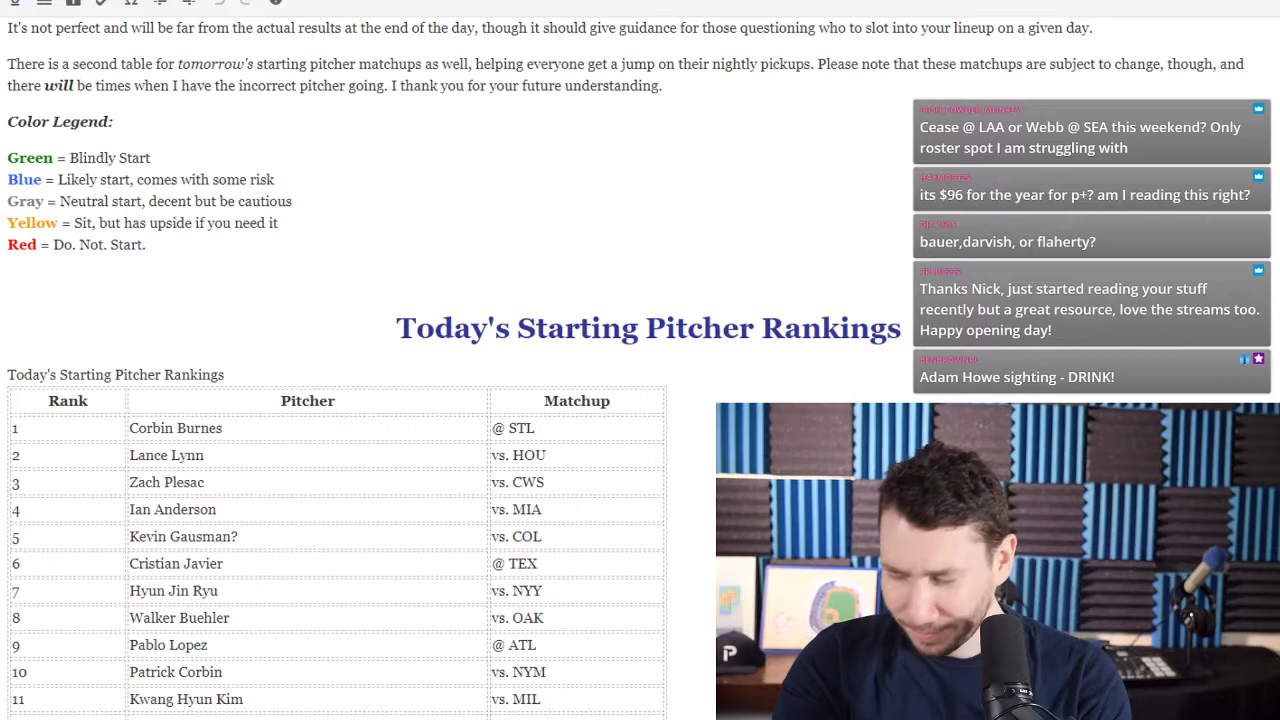 It's not perfect and will be far from the actual results at the end of the day, though it should give guidance for those questioning who to slot into your lineup on a given day.
There is a second table for tomorrow's starting pitcher matchups as well, helping everyone get a jump on their nightly pickups. Please note that these matchups are subject to change, though, and
there will be times when I have the incorrect pitcher going. I thank you for your future understanding.
Color Legend:
Green = Blindly Start
Blue = Likely start, comes with some risk
Gray = Neutral start, decent but be cautious
Yellow = Sit, but has upside if you need it
Red = Do. Not. Start.
Cease @ LAA or Webb @ SEA this weekend? Only
roster spot I am struggling with
its $96 for the year for p+? am I reading this right?
bauer,darvish, or flaherty?
Thanks Nick, just started reading your stuff
recently but a great resource, love the streams too.
Happy opening day!
Adam Howe sighting - DRINK!
Today's Starting Pitcher Rankings
Today's Starting Pitcher Rankings
Rank Pitcher Matchup
1 Corbin Burnes @ STL
2 Lance Lynn vs. HOU
3 Zach Plesac vs. CWS
4 Ian Anderson vs. MIA
5 Kevin Gausman? vs. COL
6 Cristian Javier @ TEX
7 Hyun Jin Ryu vs. NYY
8 Walker Buehler vs. OAK
9 Pablo Lopez @ ATL
10 Patrick Corbin vs. NYM
11 Kwang Hyun Kim vs. MIL